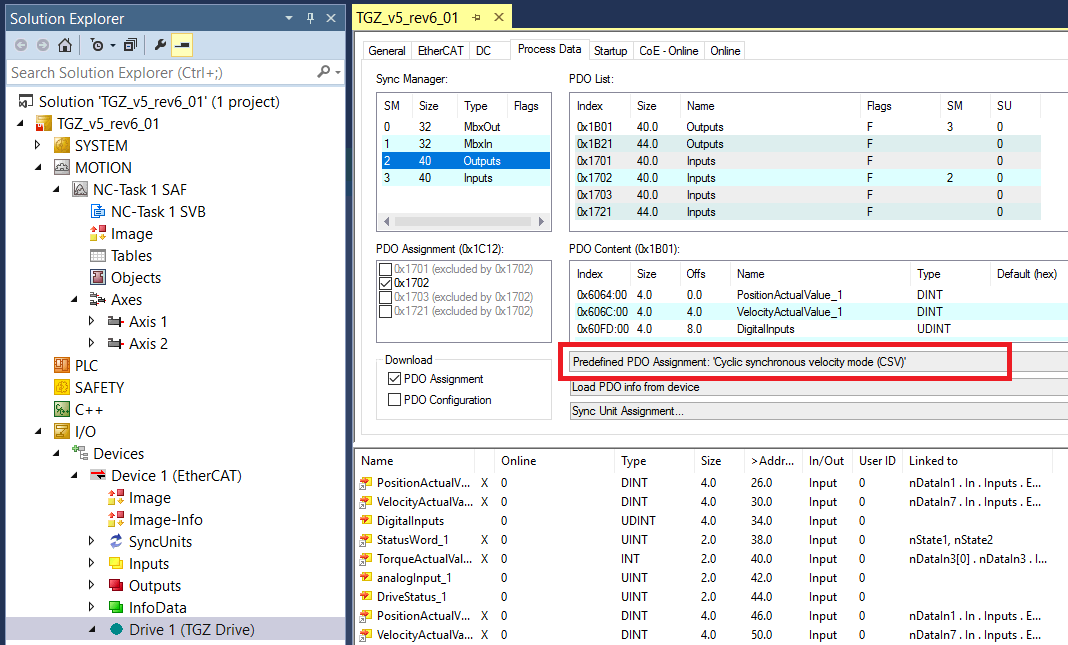 Solution Explorer
Search Solution Explorer (Ctrl+;)
Solution 'TGZ_v5_rev6_01' (1 project)
TGZ_v5_rev6_01
SYSTEM
MOTION
NC-Task 1 SAF
NC-Task 1 SVB
Image
Tables
Objects
Axes
Axis 1
Axis 2
PLC
SAFETY
C++
I/O
Devices
Device 1 (EtherCAT)
Image
Image-Info
SyncUnits
Inputs
Outputs
InfoData
Drive 1 (TGZ Drive)
TGZ_v5_rev6_01
General EtherCAT DC Process Data Startup CoE - Online Online
Sync Manager:
SM Size Type Flags
0 32 MbxOut
1 32 MbxIn
2 40 Outputs
3 40 Inputs
PDO List:
Index Size Name Flags SM SU
0x1B01 40.0 Outputs F 3 0
0x1B21 44.0 Outputs F 0
0x1701 40.0 Inputs F 0
0x1702 40.0 Inputs F 2 0
0x1703 40.0 Inputs F 0
0x1721 44.0 Inputs F 0
PDO Assignment (0x1C12):
0x1701 (excluded by 0x1702)
0x1702
0x1703 (excluded by 0x1702)
0x1721 (excluded by 0x1702)
PDO Content (0x1B01):
Index Size Offs Name Type Default (hex)
0x6064:00 4.0 0.0 PositionActualValue_1 DINT
0x606C:00 4.0 4.0 VelocityActualValue_1 DINT
0x60FD:00 4.0 8.0 DigitalInputs UDINT
Download
PDO Assignment
PDO Configuration
Predefined PDO Assignment: 'Cyclic synchronous velocity mode (CSV)'
Load PDO info from device
Sync Unit Assignment...
Name Online Type Size >Addr... In/Out User ID Linked to
PositionActualV... X 0 DINT 4.0 26.0 Input 0 nDataIn1 . In . Inputs . E...
VelocityActualVa... X 0 DINT 4.0 30.0 Input 0 nDataIn1 . In . Inputs . E...
DigitalInputs 0 UDINT 4.0 34.0 Input 0
StatusWord_1 X 0 UINT 2.0 38.0 Input 0 nState1, nState2
TorqueActualVal... X 0 INT 2.0 40.0 Input 0 nDataIn3[0] . nDataIn3 . I...
analogInput_1 0 UINT 2.0 42.0 Input 0
DriveStatus_1 0 UINT 2.0 44.0 Input 0
PositionActualV... X 0 DINT 4.0 46.0 Input 0 nDataIn1 . In . Inputs . E...
VelocityActualVa... X 0 DINT 4.0 50.0 Input 0 nDataIn7 . In . Inputs . E...